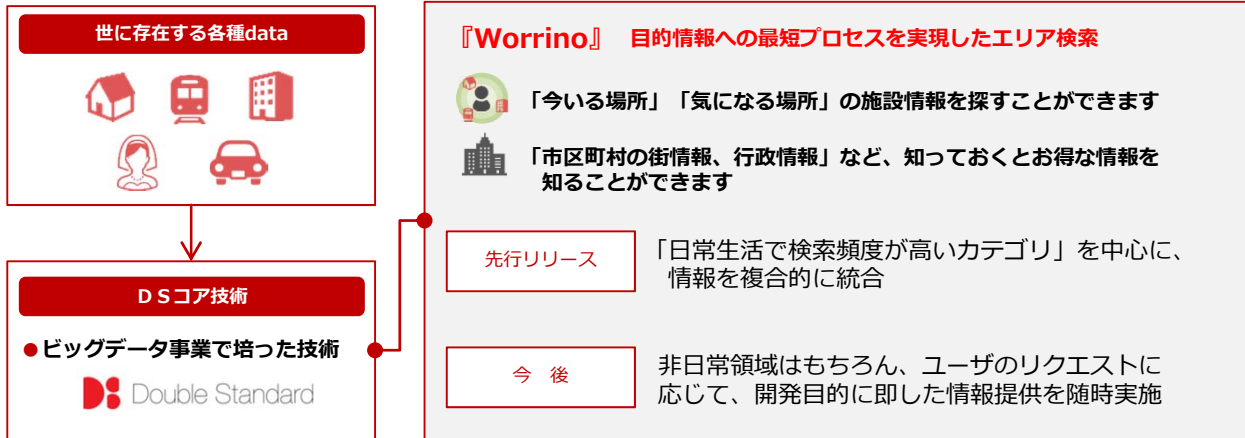 世に存在する各種data
DSコア技術
●ビッグデータ事業で培った技術
Double Standard
『Worrino』 目的情報への最短プロセスを実現したエリア検索
「今いる場所」「気になる場所」の施設情報を探すことができます
「市区町村の街情報、行政情報」など、知っておくとお得な情報を
知ることができます
先行リリース
「日常生活で検索頻度が高いカテゴリ」を中心に、
情報を複合的に統合
今　後
非日常領域はもちろん、ユーザのリクエストに
応じて、開発目的に即した情報提供を随時実施